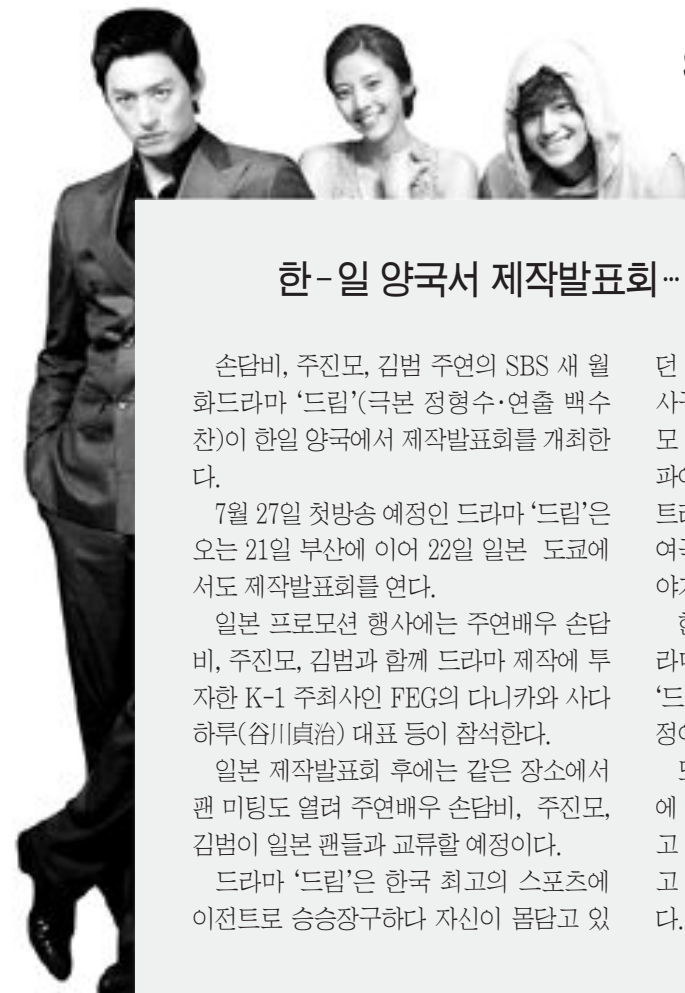 한-일 양국서 제작발표회…
손담비, 주진모, 김범 주연의 SBS 새 월
화드라마 ‘드림’(극본 정형수·연출 백수
찬)이 한일 양국에서 제작발표회를 개최한
다.
7월 27일 첫방송 예정인 드라마 ‘드림’은
오는 21일 부산에 이어 22일 일본 도쿄에
서도 제작발표회를 연다.
일본 프로모션 행사에는 주연배우 손담
비, 주진모, 김범과 함께 드라마 제작에 투
자한 K-1 주최사인 FEG의 다니카와 사다
하루(谷川貞治) 대표 등이 참석한다.
일본 제작발표회 후에는 같은 장소에서
팬 미팅도 열려 주연배우 손담비, 주진모,
김범이 일본 팬들과 교류할 예정이다.
드라마 ‘드림’은 한국 최고의 스포츠에
이전트로 승승장구하다 자신이 몸담고 있
던
사
모
파
트
여
야
라
‘드
정
에
고
고
다.